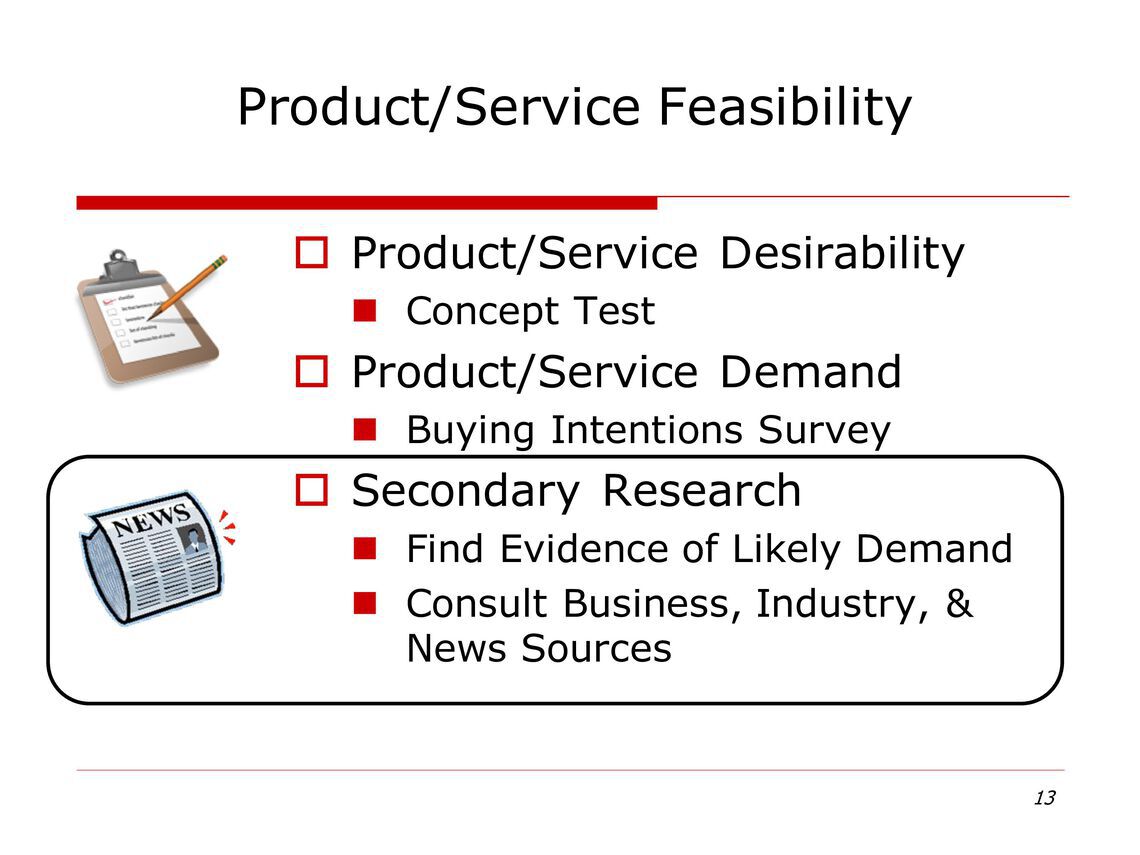 Product/Service Feasibility
Product/Service Desirability
Concept Test
Product/Service Demand
Buying Intentions Survey
Secondary Research
Find Evidence of Likely Demand
Consult Business, Industry, &
News Sources
NEWS
13